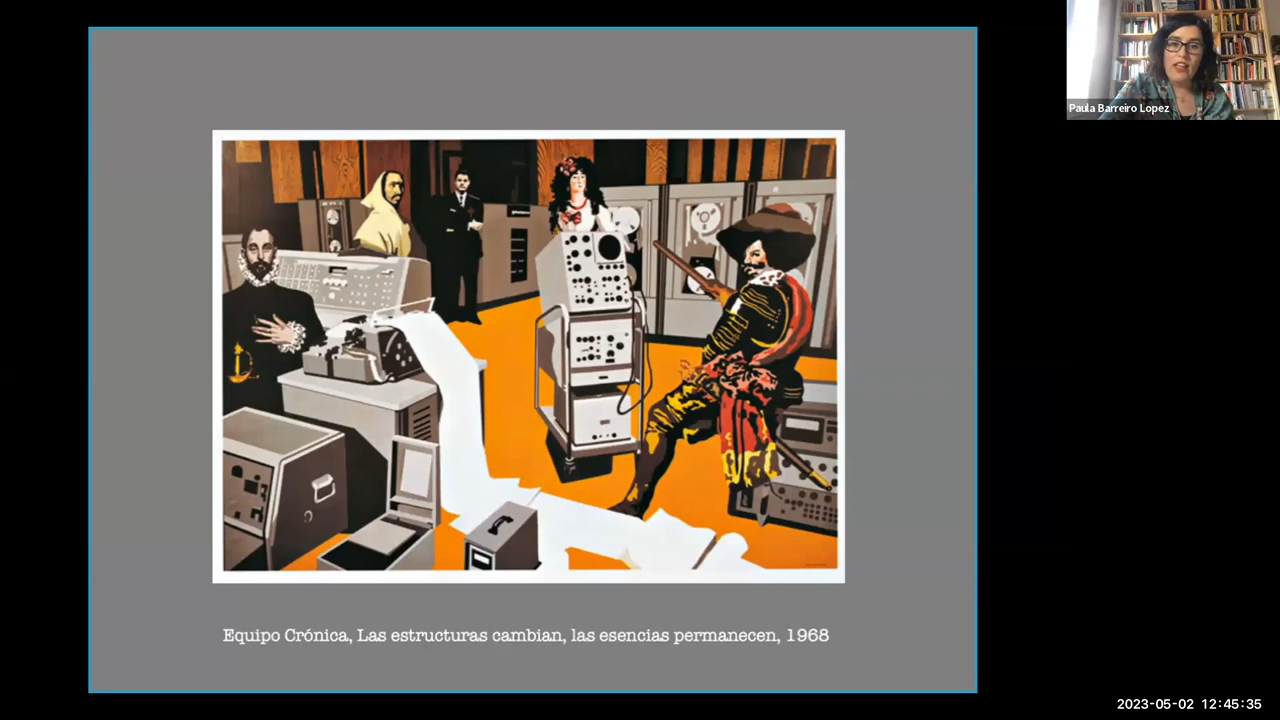 Paula Barreiro Lopez
Equipo Crónica, Las estructuras cambian, las esencias permanecen, 1968
2023-05-02 12:45:35